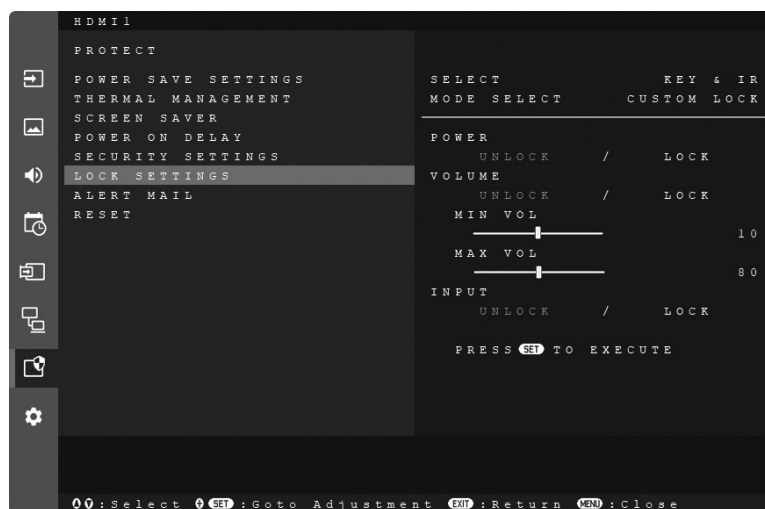 HDMI1
PROTECT
POWER SAVE SETTINGS
THERMAL MANAGEMENT
SCREEN SAVER
POWER ON DELAY
SECURITY SETTINGS
LOCK SETTINGS
ALERT MAIL
RESET
SELECT KEY & IR
MODE SELECT CUSTOM LOCK
POWER
UNLOCK / LOCK
VOLUME
UNLOCK / LOCK
MIN VOL
10
MAX VOL
80
INPUT
UNLOCK / LOCK
PRESS SET TO EXECUTE
:Select SET :Goto Adjustment EXIT :Return MENU :Close